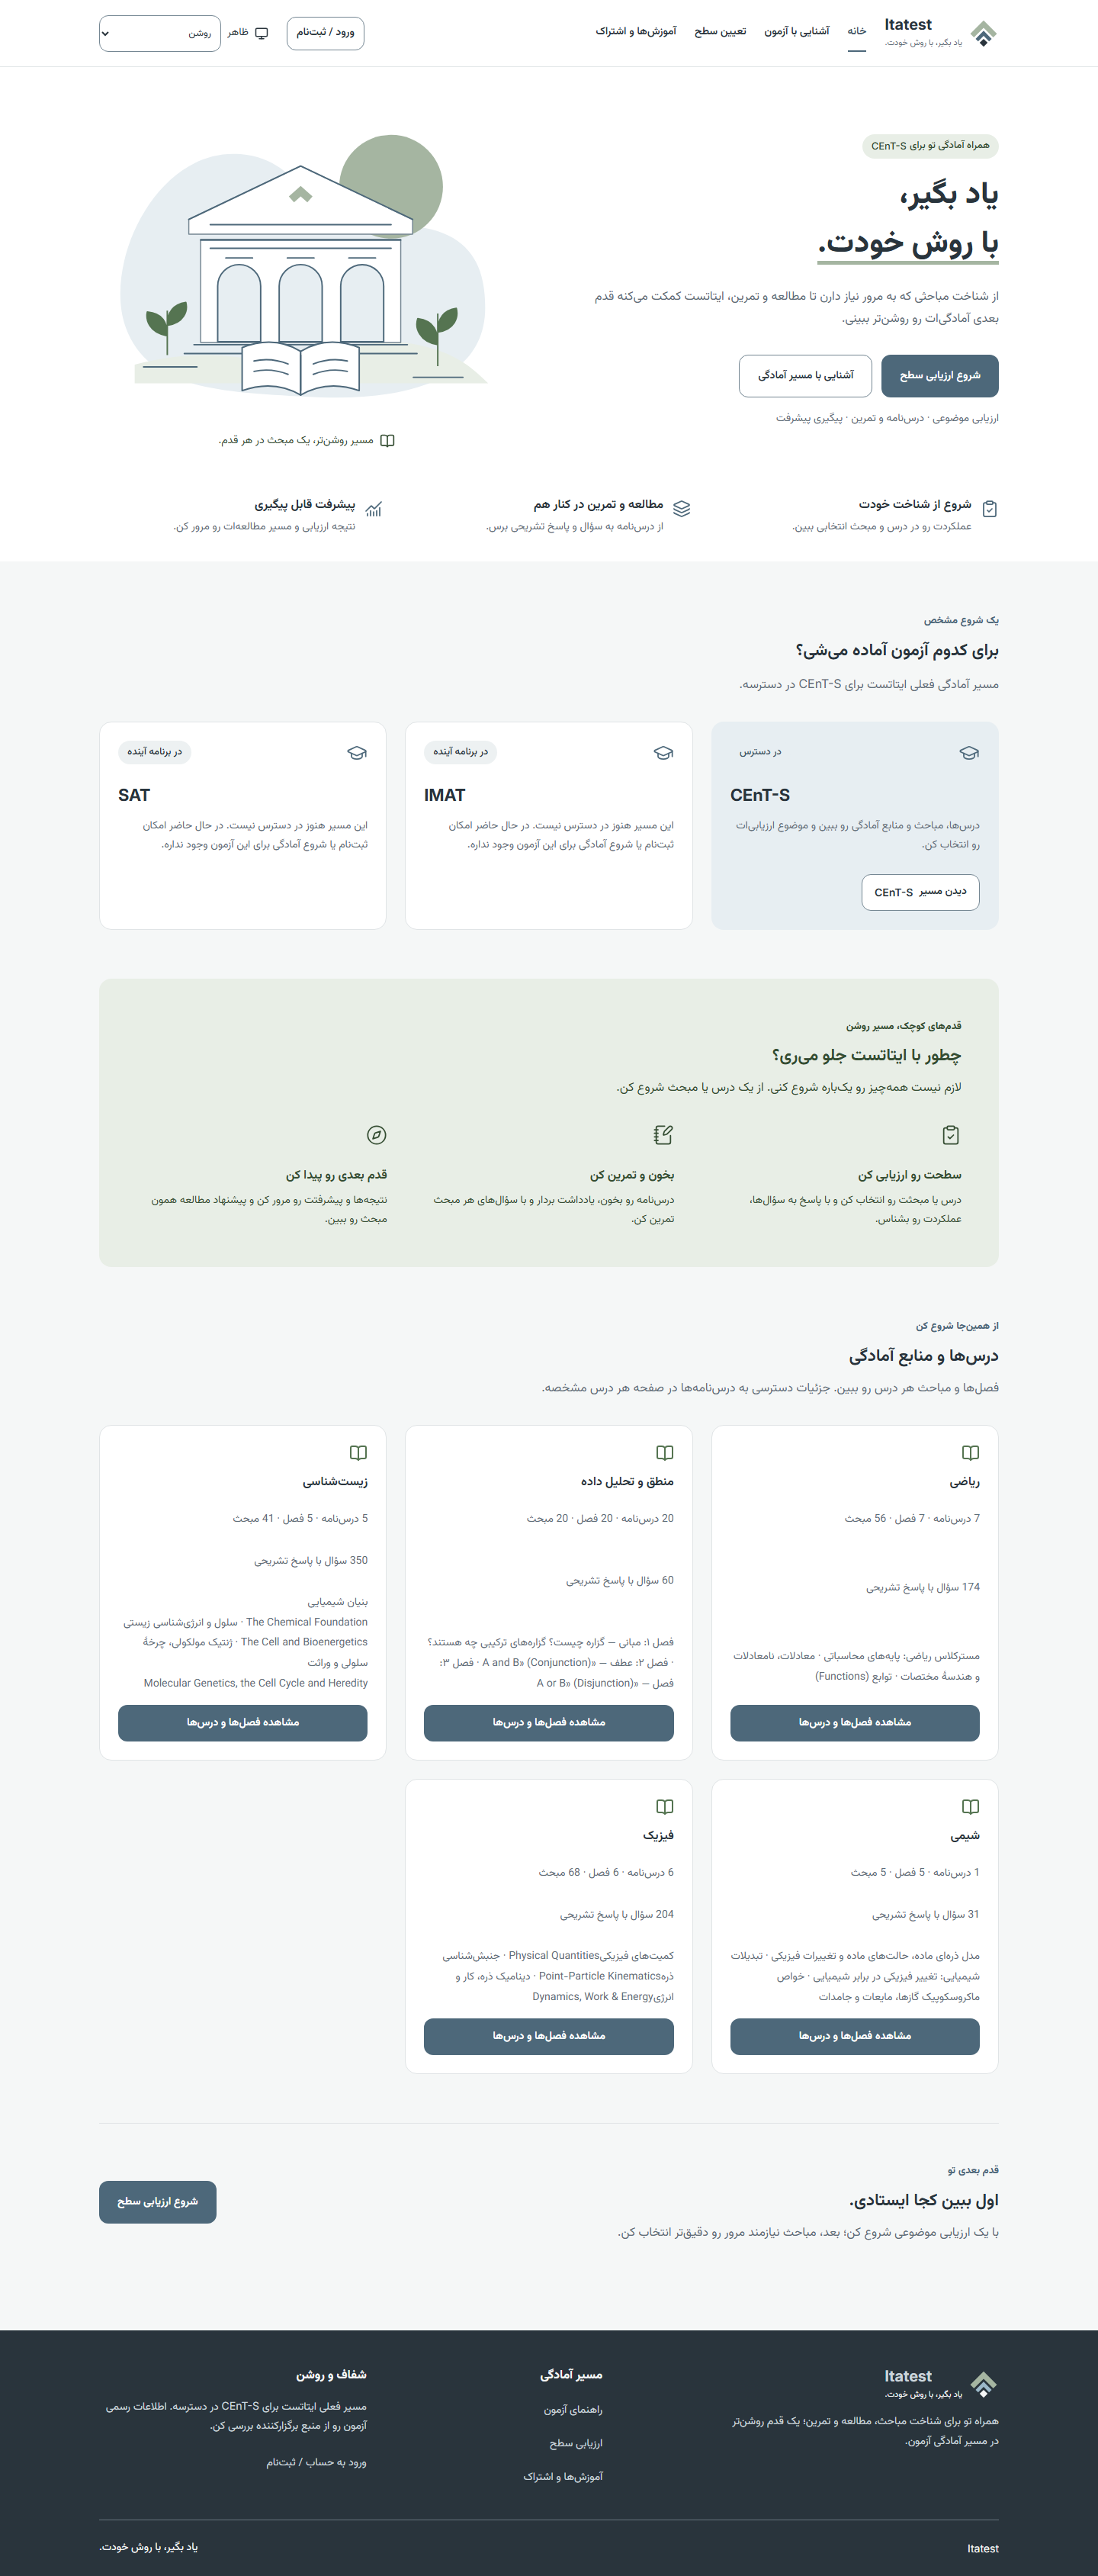 Itatest
یاد بگیر، با روش خودت.
خانه
آشنایی با آزمون
تعیین سطح
آموزش‌ها و اشتراک
ورود / ثبت‌نام
ظاهر
روشن
همراه آمادگی تو برای CEnT-S
یاد بگیر،
با روش خودت.
از شناخت مباحثی که به مرور نیاز دارن تا مطالعه و تمرین، ایتاتست کمکت می‌کنه قدم
بعدی آمادگی‌ات رو روشن‌تر ببینی.
شروع ارزیابی سطح
آشنایی با مسیر آمادگی
ارزیابی موضوعی · درس‌نامه و تمرین · پیگیری پیشرفت
مسیر روشن‌تر، یک مبحث در هر قدم.
شروع از شناخت خودت
عملکردت رو در درس و مبحث انتخابی ببین.
مطالعه و تمرین در کنار هم
از درس‌نامه به سؤال و پاسخ تشریحی برس.
پیشرفت قابل پیگیری
نتیجه ارزیابی و مسیر مطالعه‌ات رو مرور کن.
یک شروع مشخص
برای کدوم آزمون آماده می‌شی؟
مسیر آمادگی فعلی ایتاتست برای CEnT-S در دسترسه.
در دسترس
CEnT-S
درس‌ها، مباحث و منابع آمادگی رو ببین و موضوع ارزیابی‌ات
رو انتخاب کن.
دیدن مسیر CEnT-S
در برنامه آینده
IMAT
این مسیر هنوز در دسترس نیست. در حال حاضر امکان
ثبت‌نام یا شروع آمادگی برای این آزمون وجود نداره.
در برنامه آینده
SAT
این مسیر هنوز در دسترس نیست. در حال حاضر امکان
ثبت‌نام یا شروع آمادگی برای این آزمون وجود نداره.
قدم‌های کوچک، مسیر روشن
چطور با ایتاتست جلو می‌ری؟
لازم نیست همه‌چیز رو یک‌باره شروع کنی. از یک درس یا مبحث شروع کن.
سطحت رو ارزیابی کن
درس یا مبحثت رو انتخاب کن و با پاسخ به سؤال‌ها،
عملکردت رو بشناس.
بخون و تمرین کن
درس‌نامه رو بخون، یادداشت بردار و با سؤال‌های هر مبحث
تمرین کن.
قدم بعدی رو پیدا کن
نتیجه‌ها و پیشرفتت رو مرور کن و پیشنهاد مطالعه همون
مبحث رو ببین.
از همین‌جا شروع کن
درس‌ها و منابع آمادگی
فصل‌ها و مباحث هر درس رو ببین. جزئیات دسترسی به درس‌نامه‌ها در صفحه هر درس مشخصه.
ریاضی
7 درس‌نامه · 7 فصل · 56 مبحث
174 سؤال با پاسخ تشریحی
مسترکلاس ریاضی: پایه‌های محاسباتی · معادلات، نامعادلات
و هندسهٔ مختصات · توابع (Functions)
مشاهده فصل‌ها و درس‌ها
منطق و تحلیل داده
20 درس‌نامه · 20 فصل · 20 مبحث
60 سؤال با پاسخ تشریحی
فصل ۱: مبانی — گزاره چیست؟ گزاره‌های ترکیبی چه هستند؟
· فصل ۲: عطف — «A and B» (Conjunction) · فصل ۳:
فصل — «A or B» (Disjunction)
مشاهده فصل‌ها و درس‌ها
زیست‌شناسی
5 درس‌نامه · 5 فصل · 41 مبحث
350 سؤال با پاسخ تشریحی
بنیان شیمیایی
The Chemical Foundation · سلول و انرژی‌شناسی زیستی
The Cell and Bioenergetics · ژنتیک مولکولی، چرخهٔ
سلولی و وراثت
Molecular Genetics, the Cell Cycle and Heredity
مشاهده فصل‌ها و درس‌ها
شیمی
1 درس‌نامه · 5 فصل · 5 مبحث
31 سؤال با پاسخ تشریحی
مدل ذره‌ای ماده، حالت‌های ماده و تغییرات فیزیکی · تبدیلات
شیمیایی: تغییر فیزیکی در برابر شیمیایی · خواص
ماکروسکوپیک گازها، مایعات و جامدات
مشاهده فصل‌ها و درس‌ها
فیزیک
6 درس‌نامه · 6 فصل · 68 مبحث
204 سؤال با پاسخ تشریحی
کمیت‌های فیزیکیPhysical Quantities · جنبش‌شناسی
ذرهPoint-Particle Kinematics · دینامیک ذره، کار و
انرژیDynamics, Work & Energy
مشاهده فصل‌ها و درس‌ها
قدم بعدی تو
اول ببین کجا ایستادی.
با یک ارزیابی موضوعی شروع کن؛ بعد، مباحث نیازمند مرور رو دقیق‌تر انتخاب کن.
شروع ارزیابی سطح
Itatest
یاد بگیر، با روش خودت.
همراه تو برای شناخت مباحث، مطالعه و تمرین؛ یک قدم روشن‌تر
در مسیر آمادگی آزمون.
مسیر آمادگی
راهنمای آزمون
ارزیابی سطح
آموزش‌ها و اشتراک
شفاف و روشن
مسیر فعلی ایتاتست برای CEnT-S در دسترسه. اطلاعات رسمی
آزمون رو از منبع برگزارکننده بررسی کن.
ورود به حساب / ثبت‌نام
Itatest
یاد بگیر، با روش خودت.